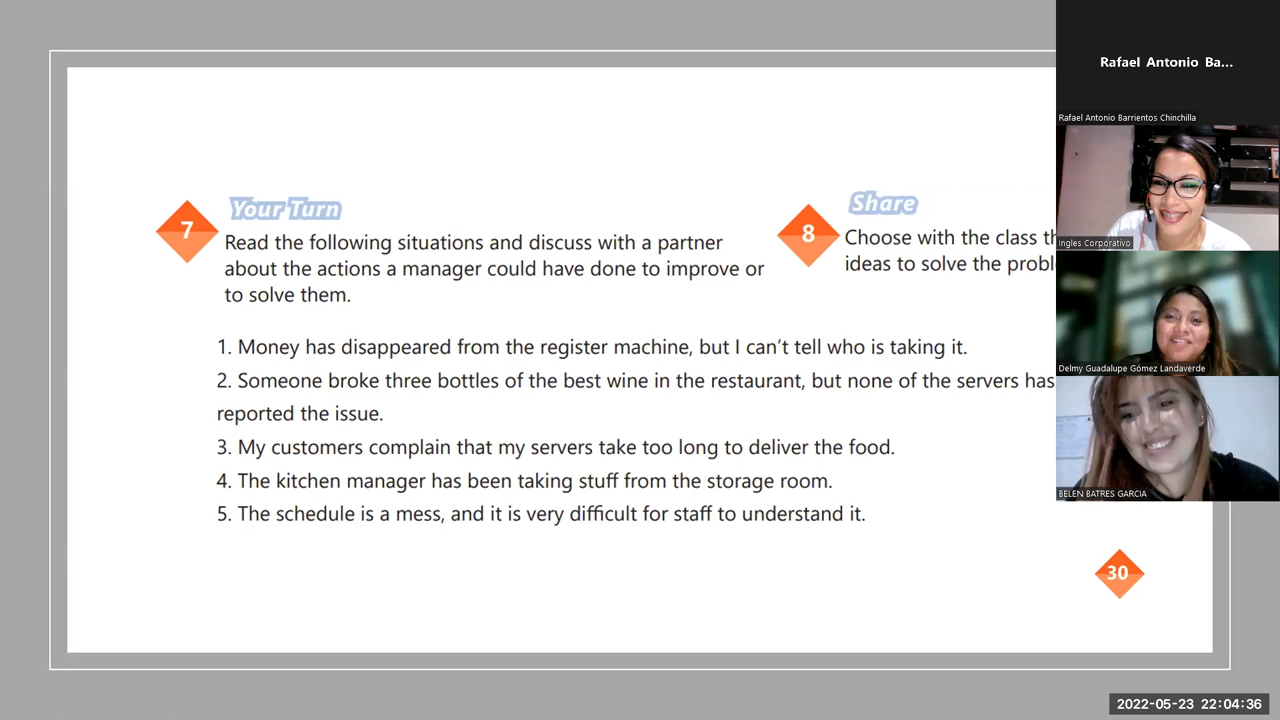 7
Your Turn
Read the following situations and discuss with a partner
about the actions a manager could have done to improve or
to solve them.
8
Share
Choose with the class
ideas to solve the
1. Money has disappeared from the register machine, but I can't tell who is taking it.
2. Someone broke three bottles of the best wine in the restaurant, but none of the servers has
reported the issue.
3. My customers complain that my servers take too long to deliver the food.
4. The kitchen manager has been taking stuff from the storage room.
5. The schedule is a mess, and it is very difficult for staff to understand it.
30
Rafael Antonio Ba...
Rafael Antonio Barrientos Chinchilla
Ingles Corporativo
Delmy Guadalupe Gómez Landaverde
BELEN BATRES GARCIA
2022-05-23 22:04:36